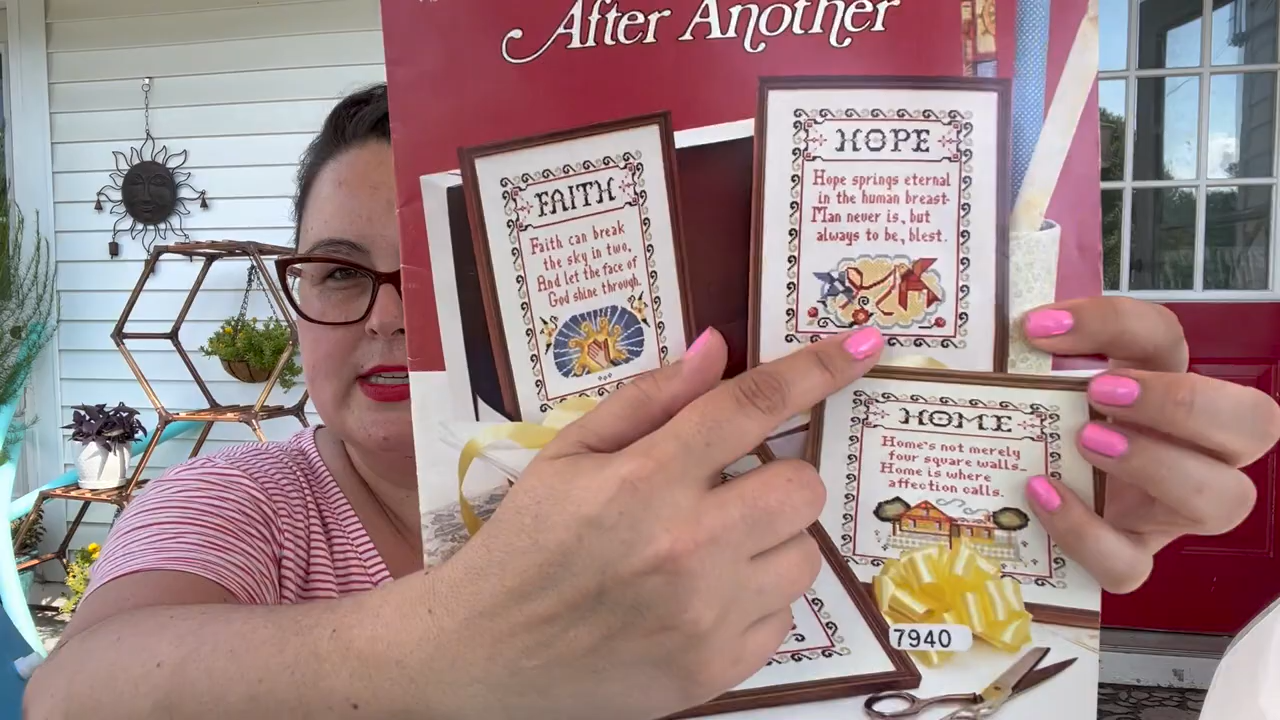 After Another
FAITH
Faith can break
the sky in two,
And let the face of
God shine through.
HOPE
Hope springs eternal
in the human breast-
Man never is, but
always to be, blest.
HOME
Home's not merely
four square walls-
Home is where
affection calls.
7940